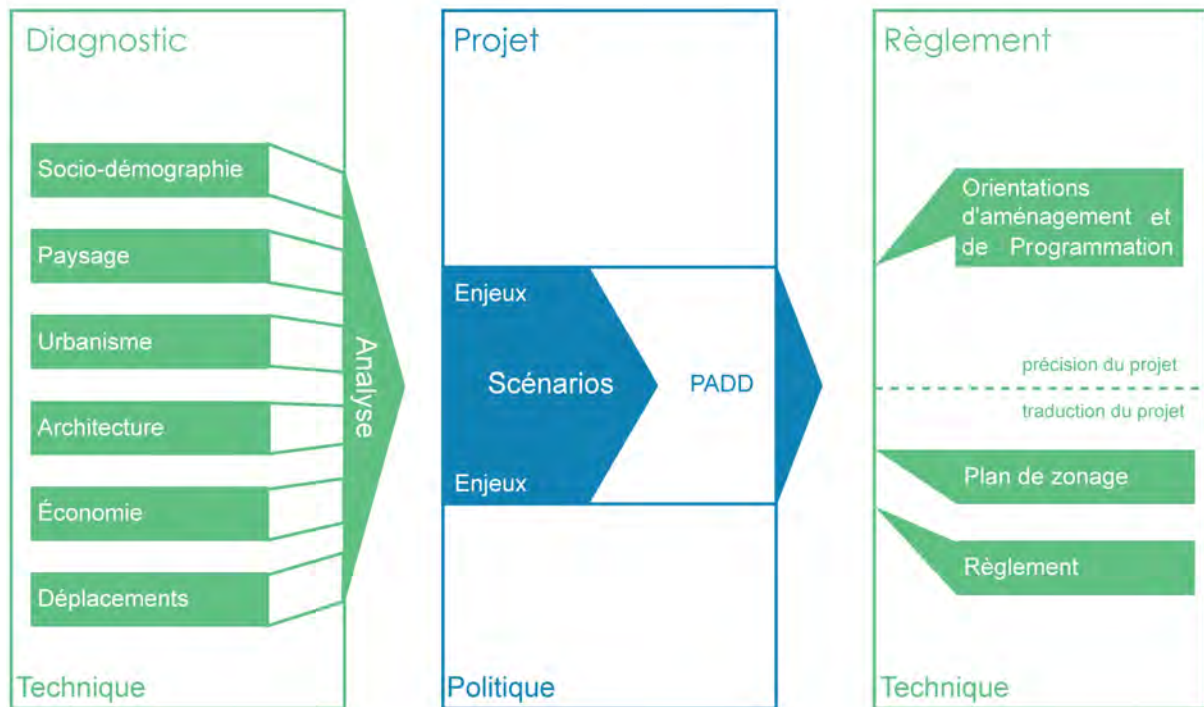 Diagnostic
Socio-démographie
Paysage
Urbanisme
Architecture
Économie
Déplacements
Analyse
Technique
Projet
Enjeux
Scénarios
PADD
Enjeux
Politique
Règlement
Orientations
d'aménagement et
de Programmation
précision du projet
traduction du projet
Plan de zonage
Règlement
Technique